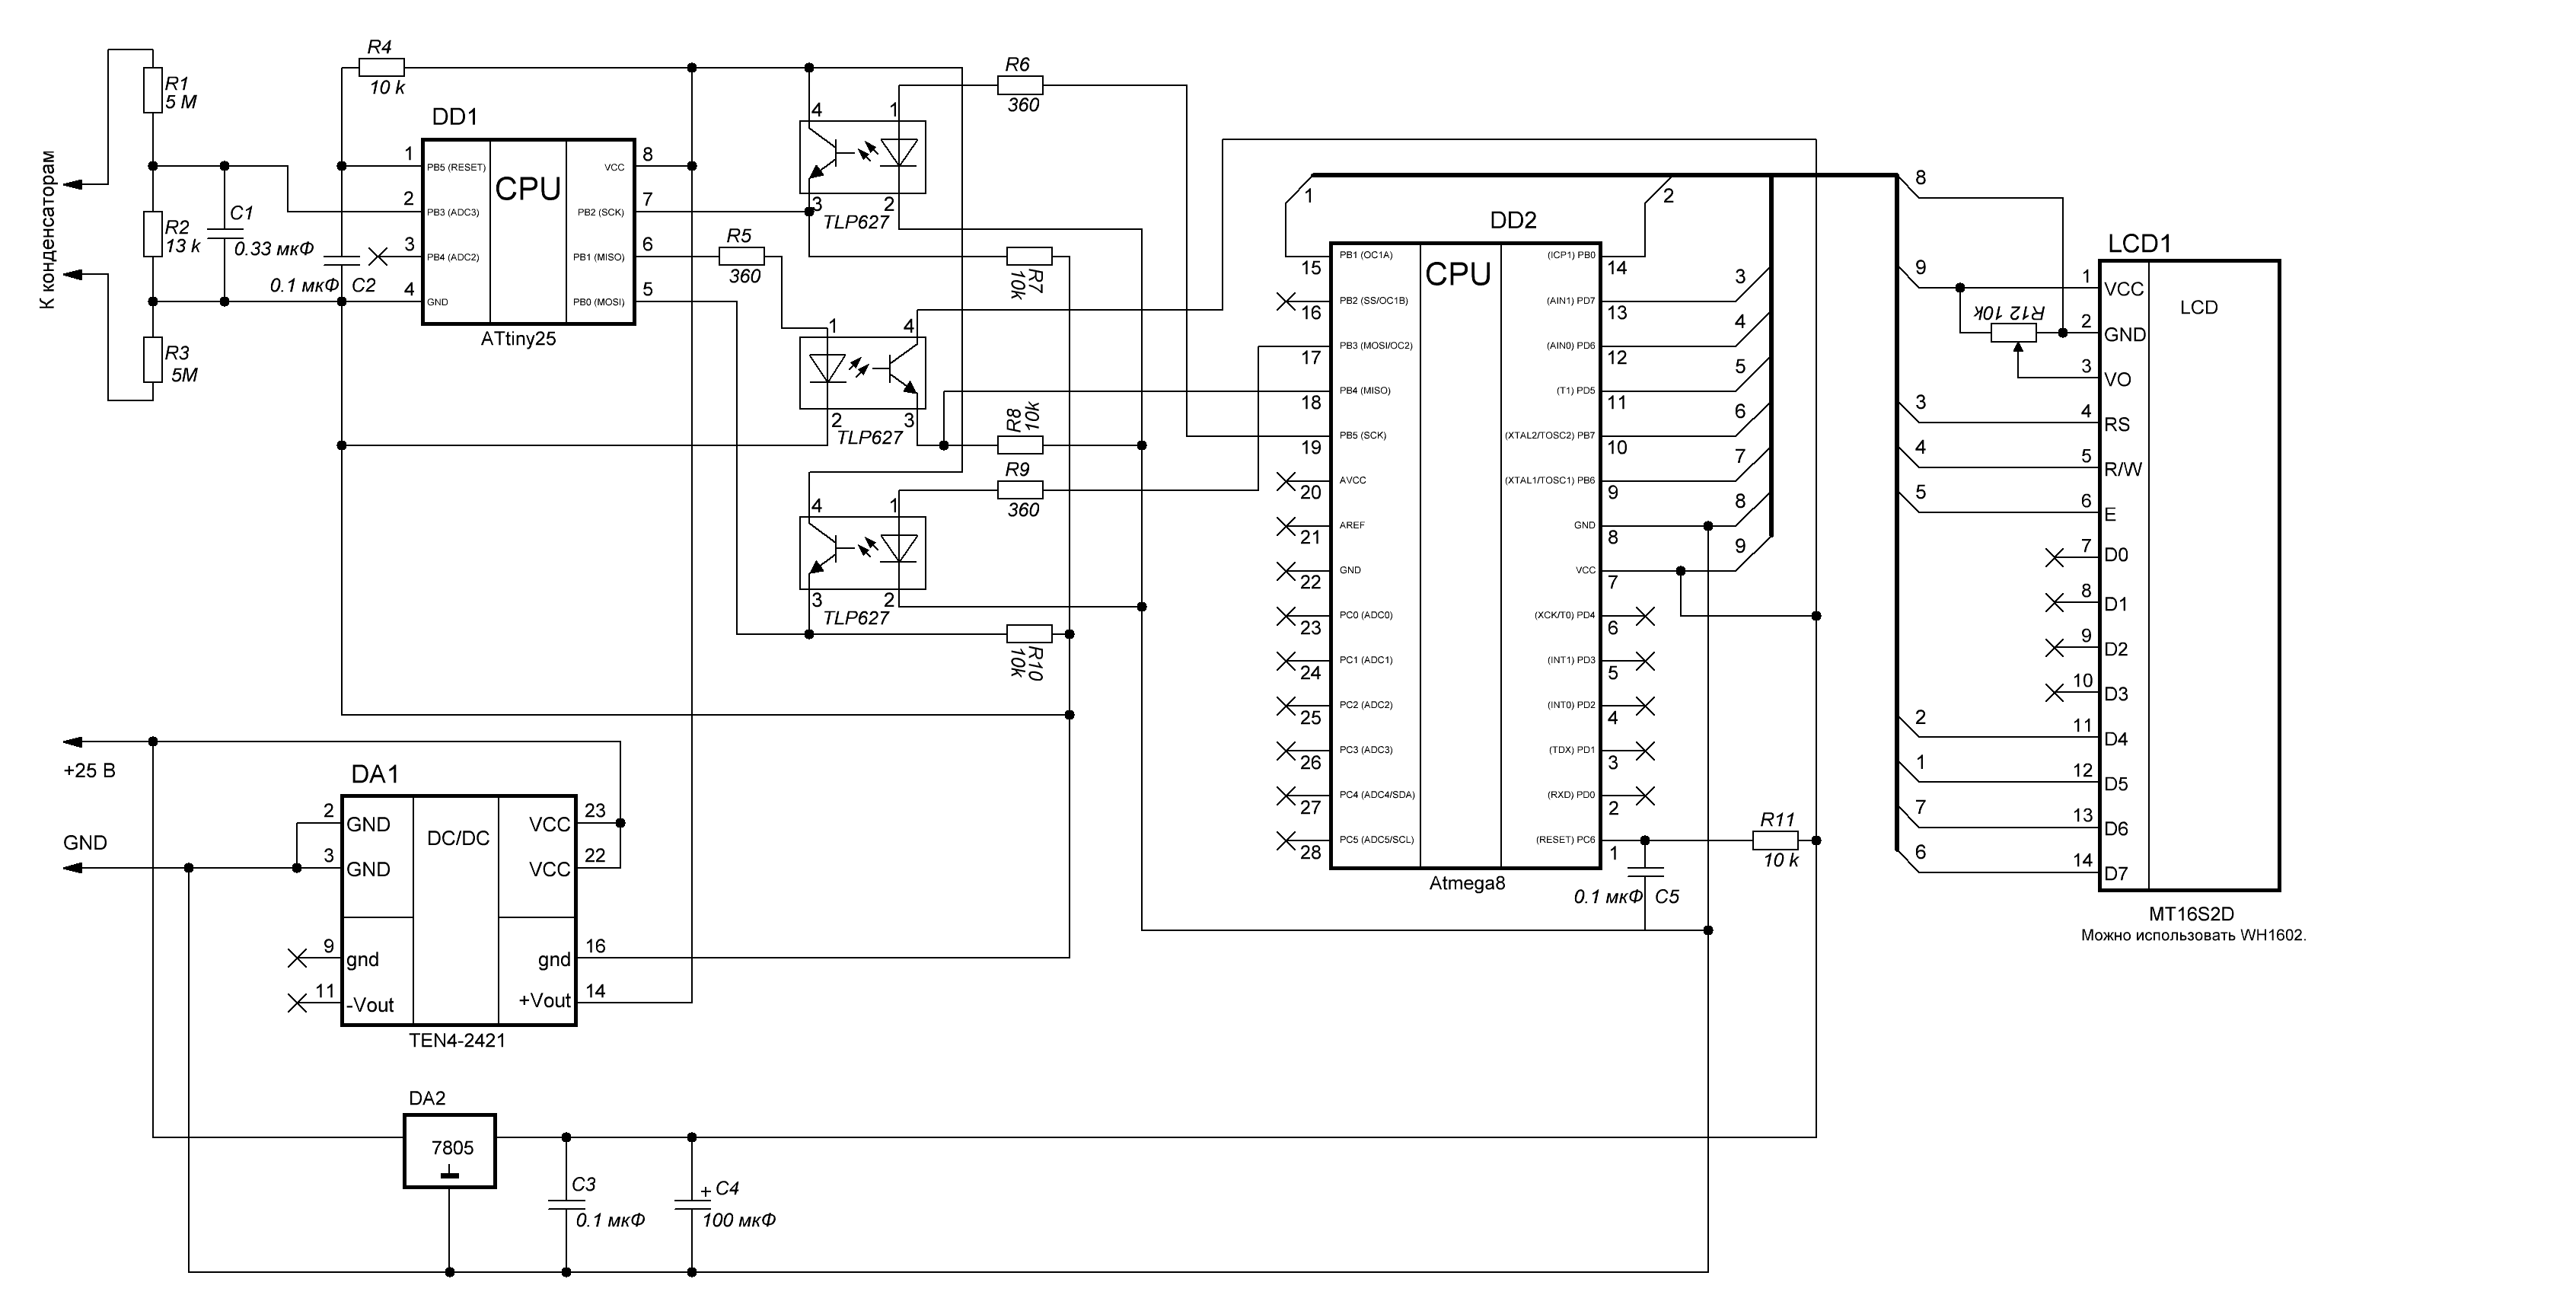 К конденсаторам
R1
5 M
R2
13 k
R3
5M
C1
0.33 мкФ
0.1 мкФ C2
R4
10 k
DD1
CPU
1
PB5 (RESET)
2
PB3 (ADC3)
3
PB4 (ADC2)
4
GND
VCC
8
PB2 (SCK)
7
PB1 (MISO)
6
PB0 (MOSI)
5
ATtiny25
R5
360
4
1
3
2
TLP627
R6
360
R7
10k
1
4
2
3
TLP627
R8
10k
R9
360
4
1
3
2
TLP627
R10
10k
+25 В
GND
DA1
DC/DC
2
GND
3
GND
9
gnd
11
-Vout
VCC
23
VCC
22
gnd
16
+Vout
14
TEN4-2421
DA2
7805
C3
0.1 мкФ
+ C4
100 мкФ
DD2
CPU
1
2
15
PB1 (OC1A)
16
PB2 (SS/OC1B)
17
PB3 (MOSI/OC2)
18
PB4 (MISO)
19
PB5 (SCK)
20
AVCC
21
AREF
22
GND
23
PC0 (ADC0)
24
PC1 (ADC1)
25
PC2 (ADC2)
26
PC3 (ADC3)
27
PC4 (ADC4/SDA)
28
PC5 (ADC5/SCL)
(ICP1) PB0
14
(AIN1) PD7
13
3
(AIN0) PD6
12
4
(T1) PD5
11
5
(XTAL2/TOSC2) PB7
10
6
(XTAL1/TOSC1) PB6
9
7
GND
8
8
VCC
7
9
(XCK/T0) PD4
6
(INT1) PD3
5
(INT0) PD2
4
(TDX) PD1
3
(RXD) PD0
2
(RESET) PC6
1
Atmega8
R11
10 k
0.1 мкФ C5
LCD1
LCD
8
9
R12 10k
1
VCC
2
GND
3
VO
3
4
RS
4
5
R/W
5
6
E
7
D0
8
D1
9
D2
10
D3
2
11
D4
1
12
D5
7
13
D6
6
14
D7
MT16S2D
Можно использовать WH1602.